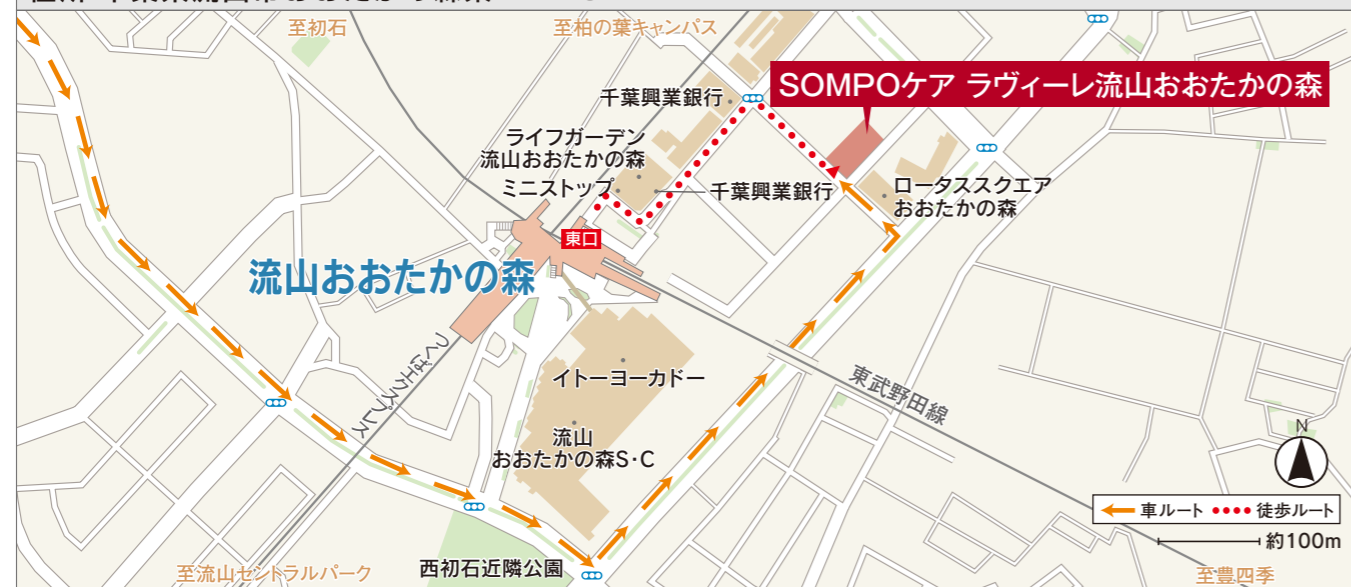 至初石
至柏の葉キャンパス
SOMPOケア ラヴィーレ流山おおたかの森
千葉興業銀行
ライフガーデン
流山おおたかの森
ミニストップ
千葉興業銀行
ロータススクエア
おおたかの森
東口
流山おおたかの森
つくばエクスプレス
イトーヨーカドー
東武野田線
流山
おおたかの森S・C
N
車ルート
徒歩ルート
約100m
西初石近隣公園
至流山セントラルパーク
至豊四季